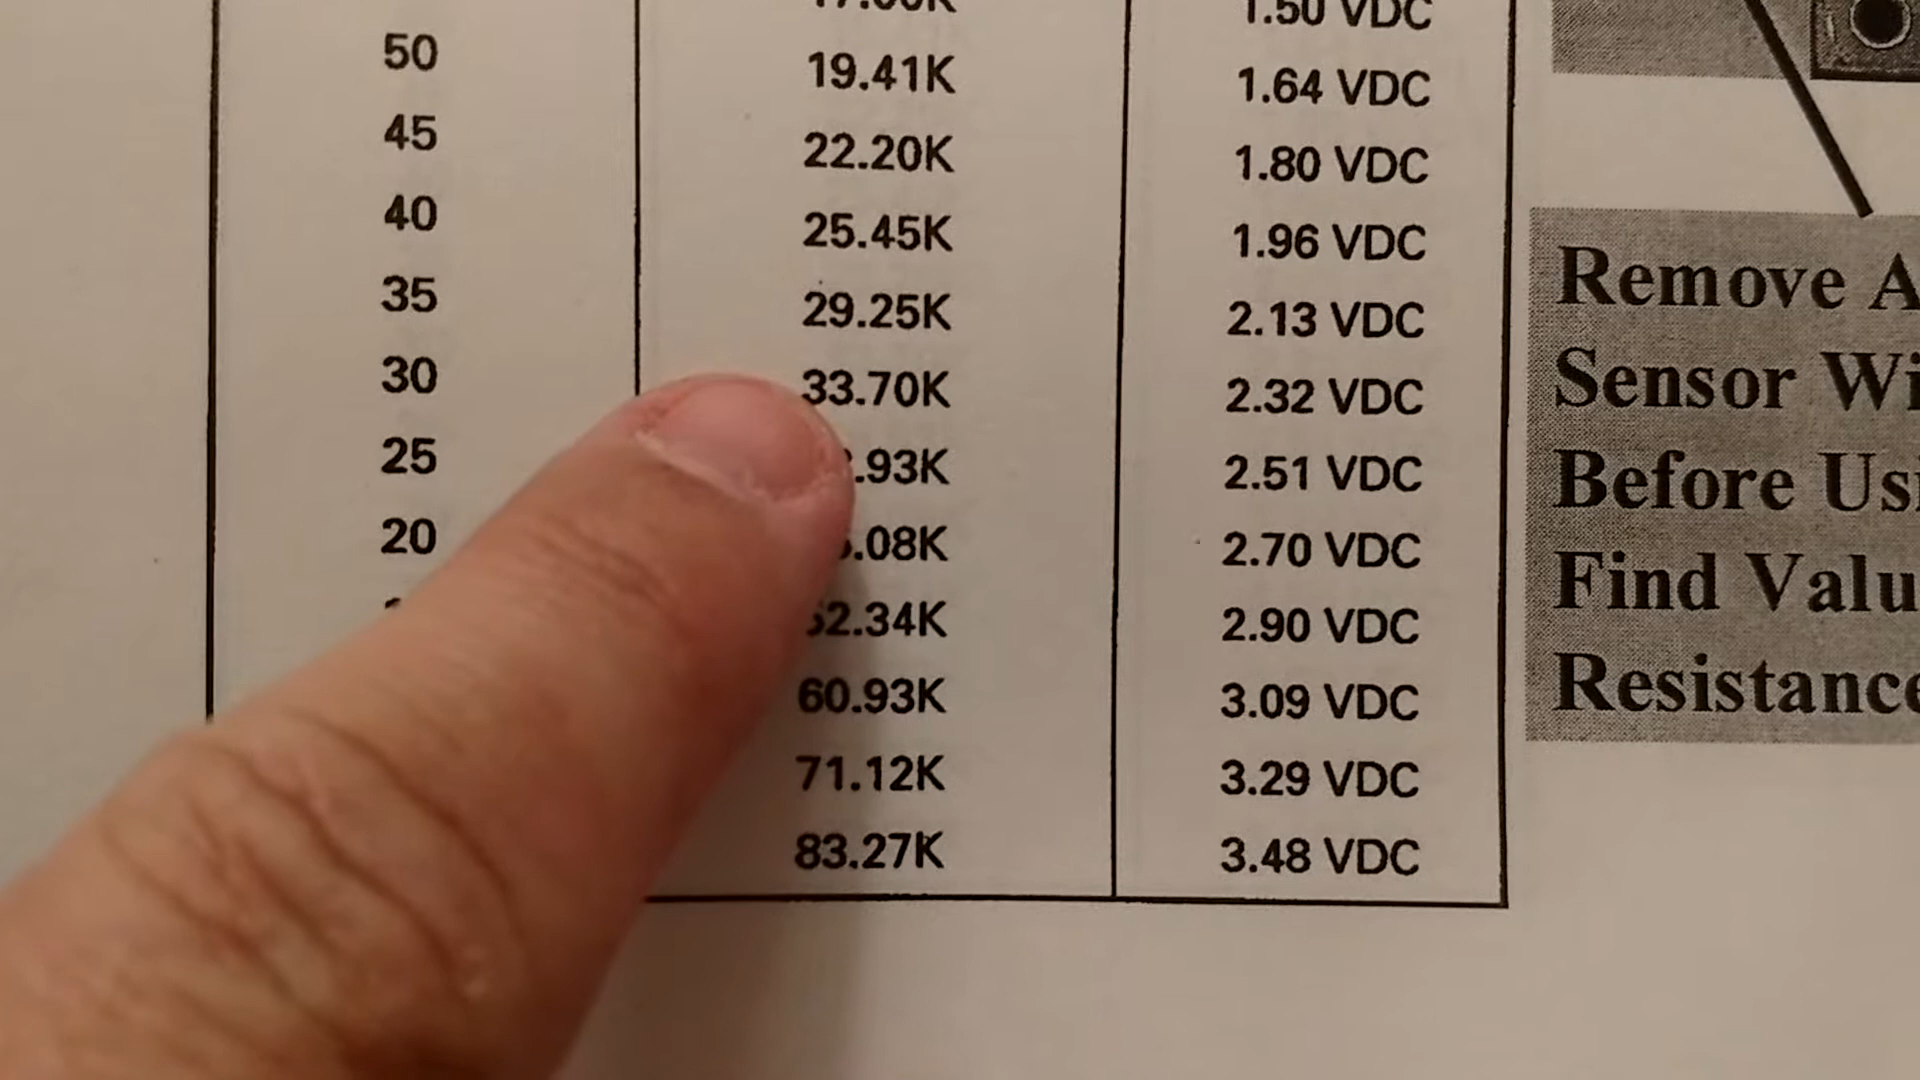 1.50 VDC
50 19.41K 1.64 VDC
45 22.20K 1.80 VDC
40 25.45K 1.96 VDC
35 29.25K 2.13 VDC
30 33.70K 2.32 VDC
25 .93K 2.51 VDC
20 .08K 2.70 VDC
52.34K 2.90 VDC
60.93K 3.09 VDC
71.12K 3.29 VDC
83.27K 3.48 VDC
Remove A
Sensor Wi
Before Usi
Find Valu
Resistance